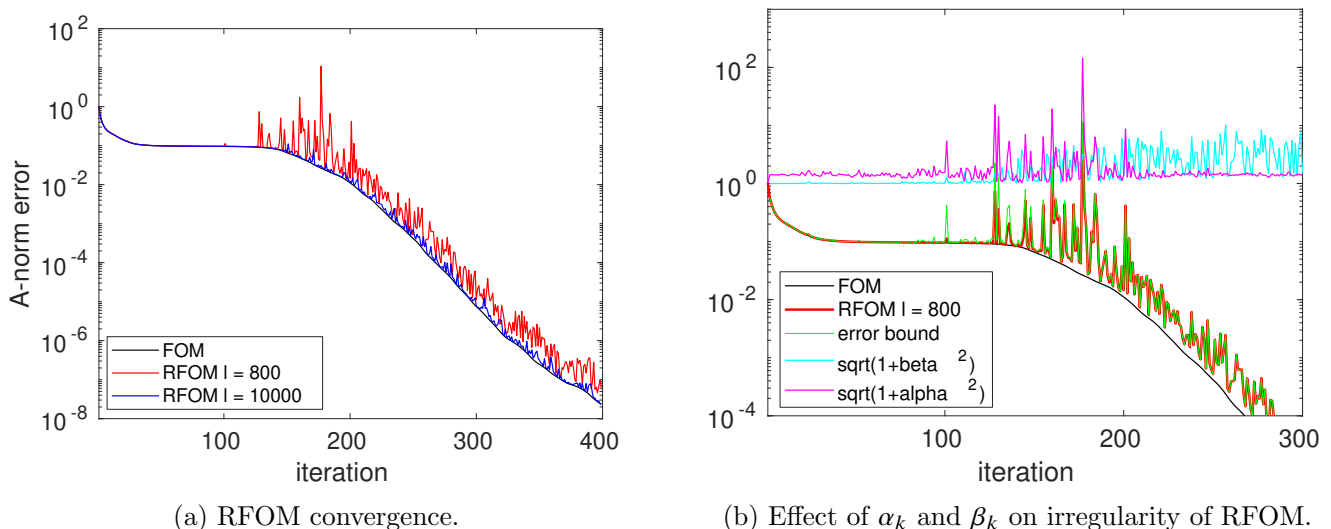 A-norm error
10^2
10^0
10^-2
10^-4
10^-6
10^-8
FOM
RFOM l = 800
RFOM l = 10000
100 200 300 400
iteration
(a) RFOM convergence.
10^2
10^0
10^-2
10^-4
FOM
RFOM l = 800
error bound
sqrt(1+beta ^2)
sqrt(1+alpha ^2)
100 200 300
iteration
(b) Effect of α_k and β_k on irregularity of RFOM.